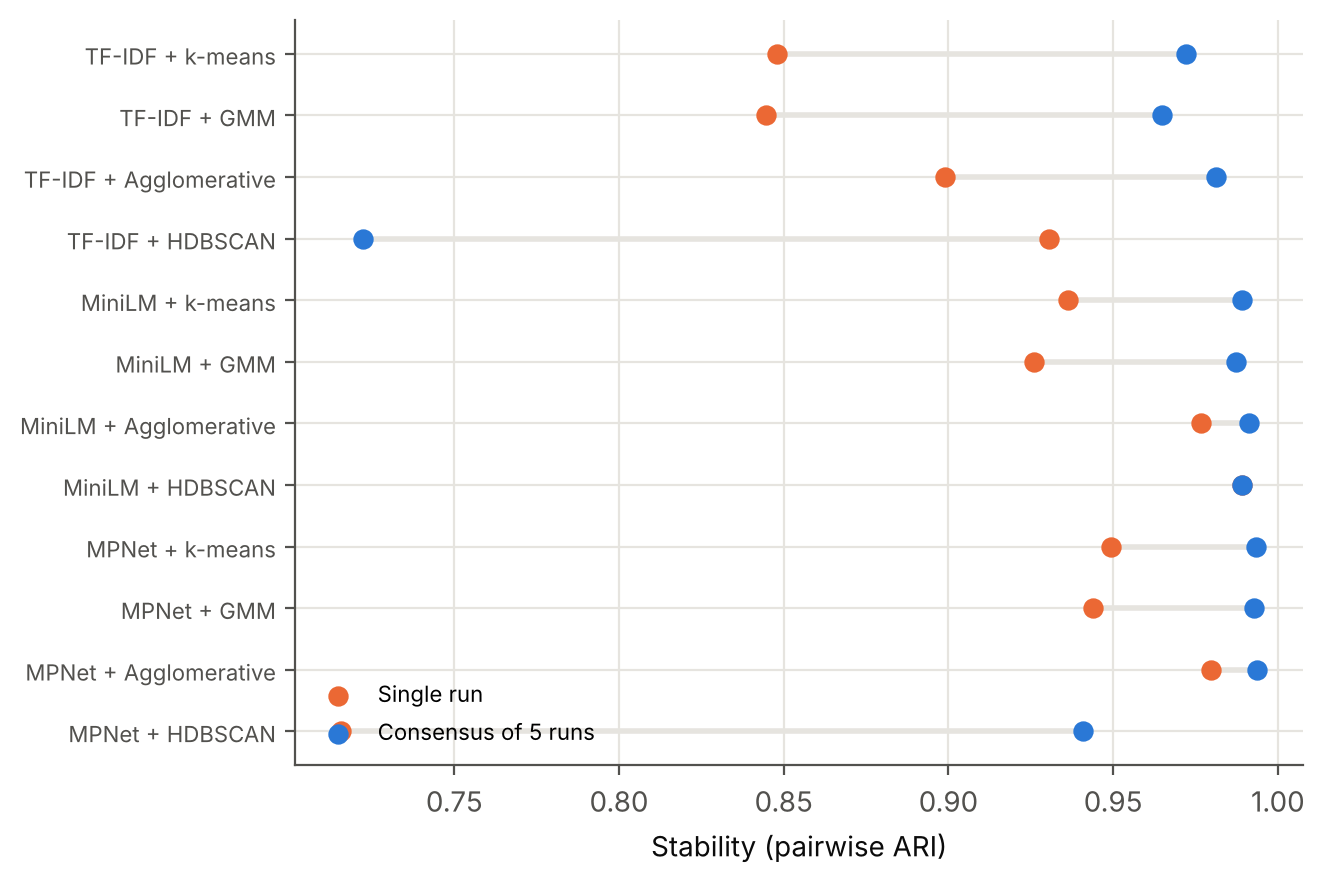 TF-IDF + k-means
TF-IDF + GMM
TF-IDF + Agglomerative
TF-IDF + HDBSCAN
MiniLM + k-means
MiniLM + GMM
MiniLM + Agglomerative
MiniLM + HDBSCAN
MPNet + k-means
MPNet + GMM
MPNet + Agglomerative
MPNet + HDBSCAN
Single run
Consensus of 5 runs
0.75 0.80 0.85 0.90 0.95 1.00
Stability (pairwise ARI)